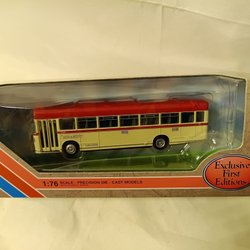 1:76 SCALE - PRECISION DIE - CAST MODELS
Exclusive
First
Editions